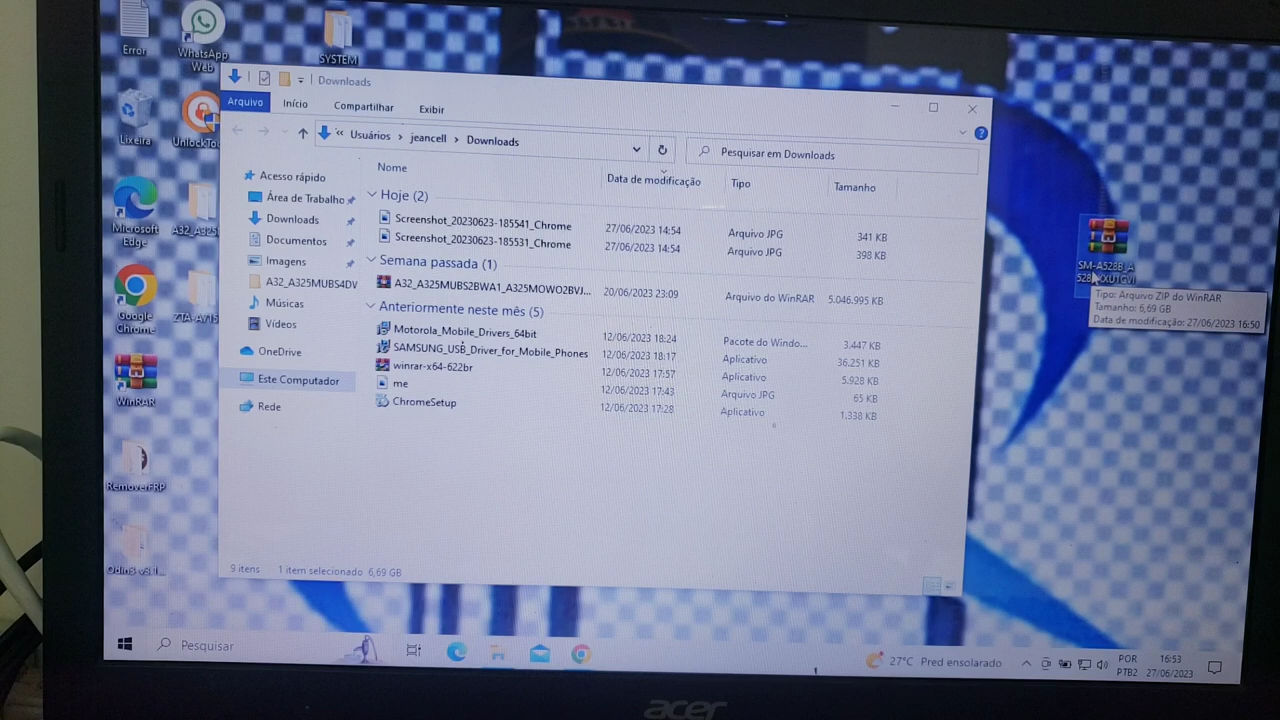 Error
WhatsApp
Web
SYSTEM
Lixeira
Microsoft
Edge
Google
Chrome
WinRAR
RemoverFRP
Downloads
Arquivo Início Compartilhar Exibir
« Usuários > jeancell > Downloads
Pesquisar em Downloads
Nome Data de modificação Tipo Tamanho
Acesso rápido
Área de Trabalho
Downloads
Documentos
Imagens
A32_A325MUBS4DV
Músicas
Vídeos
OneDrive
Este Computador
Rede
Hoje (2)
Screenshot_20230623-185541_Chrome 27/06/2023 14:54 Arquivo JPG 341 KB
Screenshot_20230623-185531_Chrome 27/06/2023 14:54 Arquivo JPG 398 KB
Semana passada (1)
A32_A325MUBS2BWA1_A325MOWO2BVJ... 20/06/2023 23:09 Arquivo do WinRAR 5.046.995 KB
Anteriormente neste mês (5)
Motorola_Mobile_Drivers_64bit 12/06/2023 18:24 Pacote do Windo... 3.447 KB
SAMSUNG_USB_Driver_for_Mobile_Phones 12/06/2023 18:17 Aplicativo 36.251 KB
winrar-x64-622br 12/06/2023 17:57 Aplicativo 5.928 KB
me 12/06/2023 17:43 Arquivo JPG 65 KB
ChromeSetup 12/06/2023 17:28 Aplicativo 1.338 KB
9 itens 1 item selecionado 6,69 GB
SM-A528B_A
Tipo: Arquivo ZIP do WinRAR
Tamanho: 6,69 GB
Data de modificação: 27/06/2023 16:50
Pesquisar
27°C Pred ensolarado
POR
PTB2
16:53
27/06/2023
acer